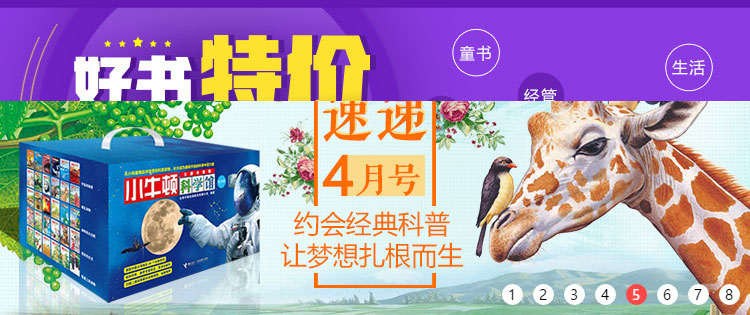 好书特价
童书
生活
经管
速递
4月号
约会经典科普
让梦想扎根而生
小牛顿科学馆
1 2 3 4 5 6 7 8